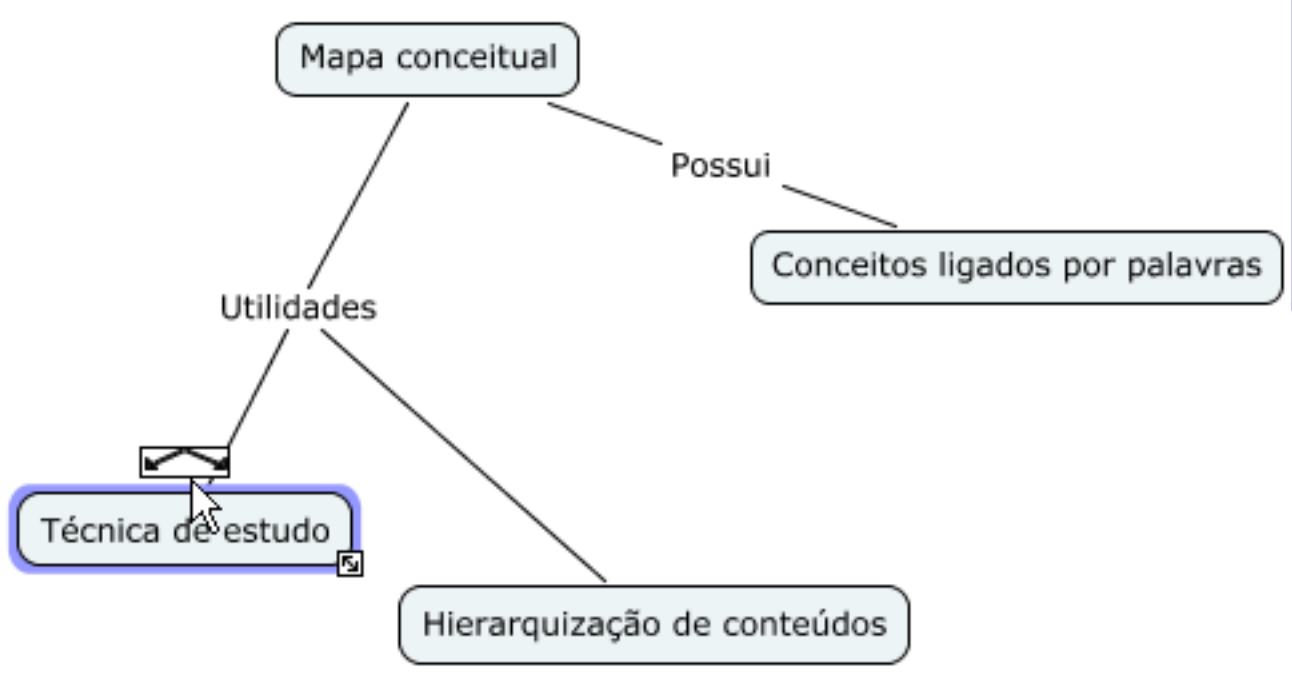 Mapa conceitual
Possui
Conceitos ligados por palavras
Utilidades
Técnica de estudo
Hierarquização de conteúdos